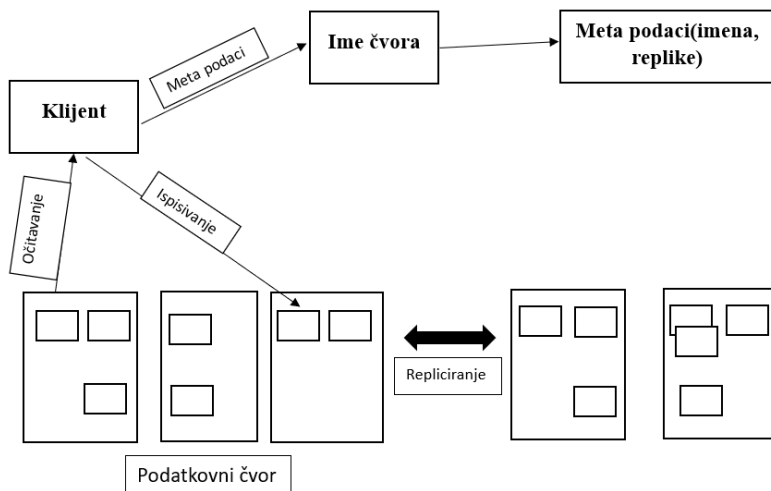 Ime čvora
Meta podaci(imena,
replike)
Meta podaci
Klijent
Očitavanje
Ispisivanje
Repliciranje
Podatkovni čvor